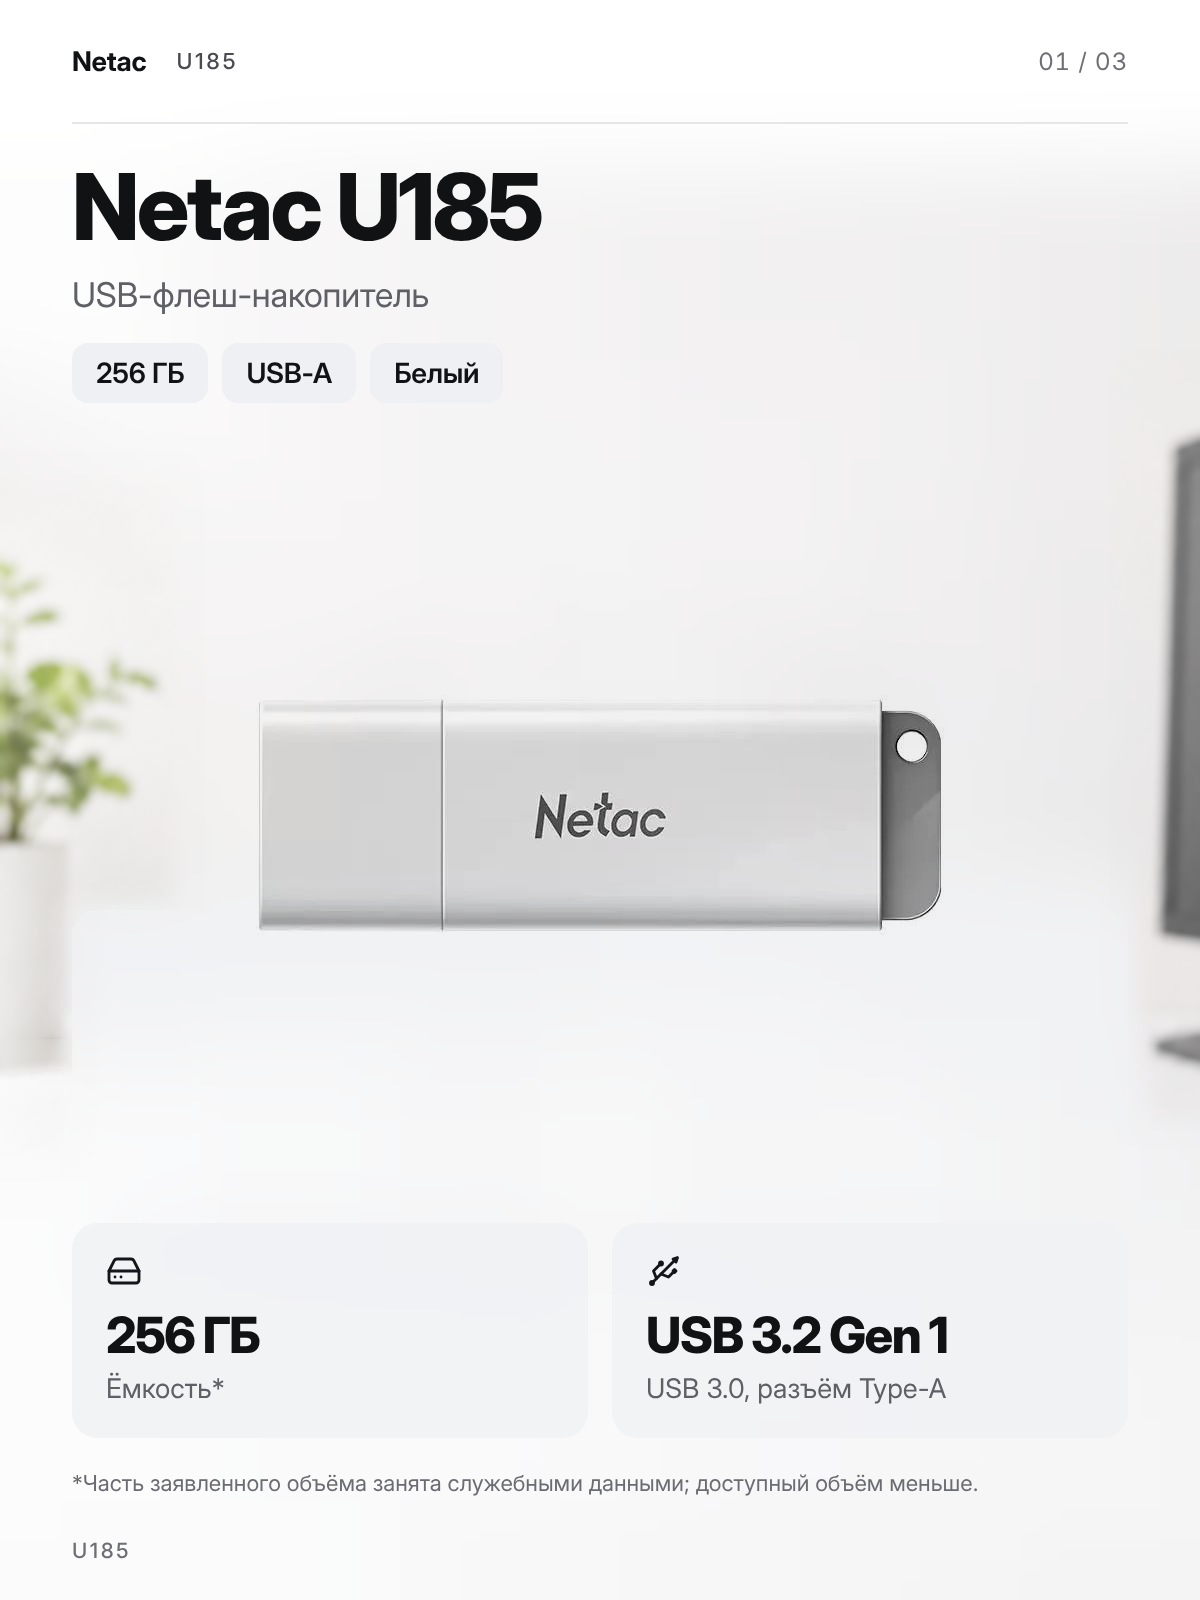 Netac U185 01 / 03
Netac U185
USB-флеш-накопитель
256 ГБ USB-A Белый
Netac
256 ГБ
Ёмкость*
USB 3.2 Gen 1
USB 3.0, разъём Type-A
*Часть заявленного объёма занята служебными данными; доступный объём меньше.
U185